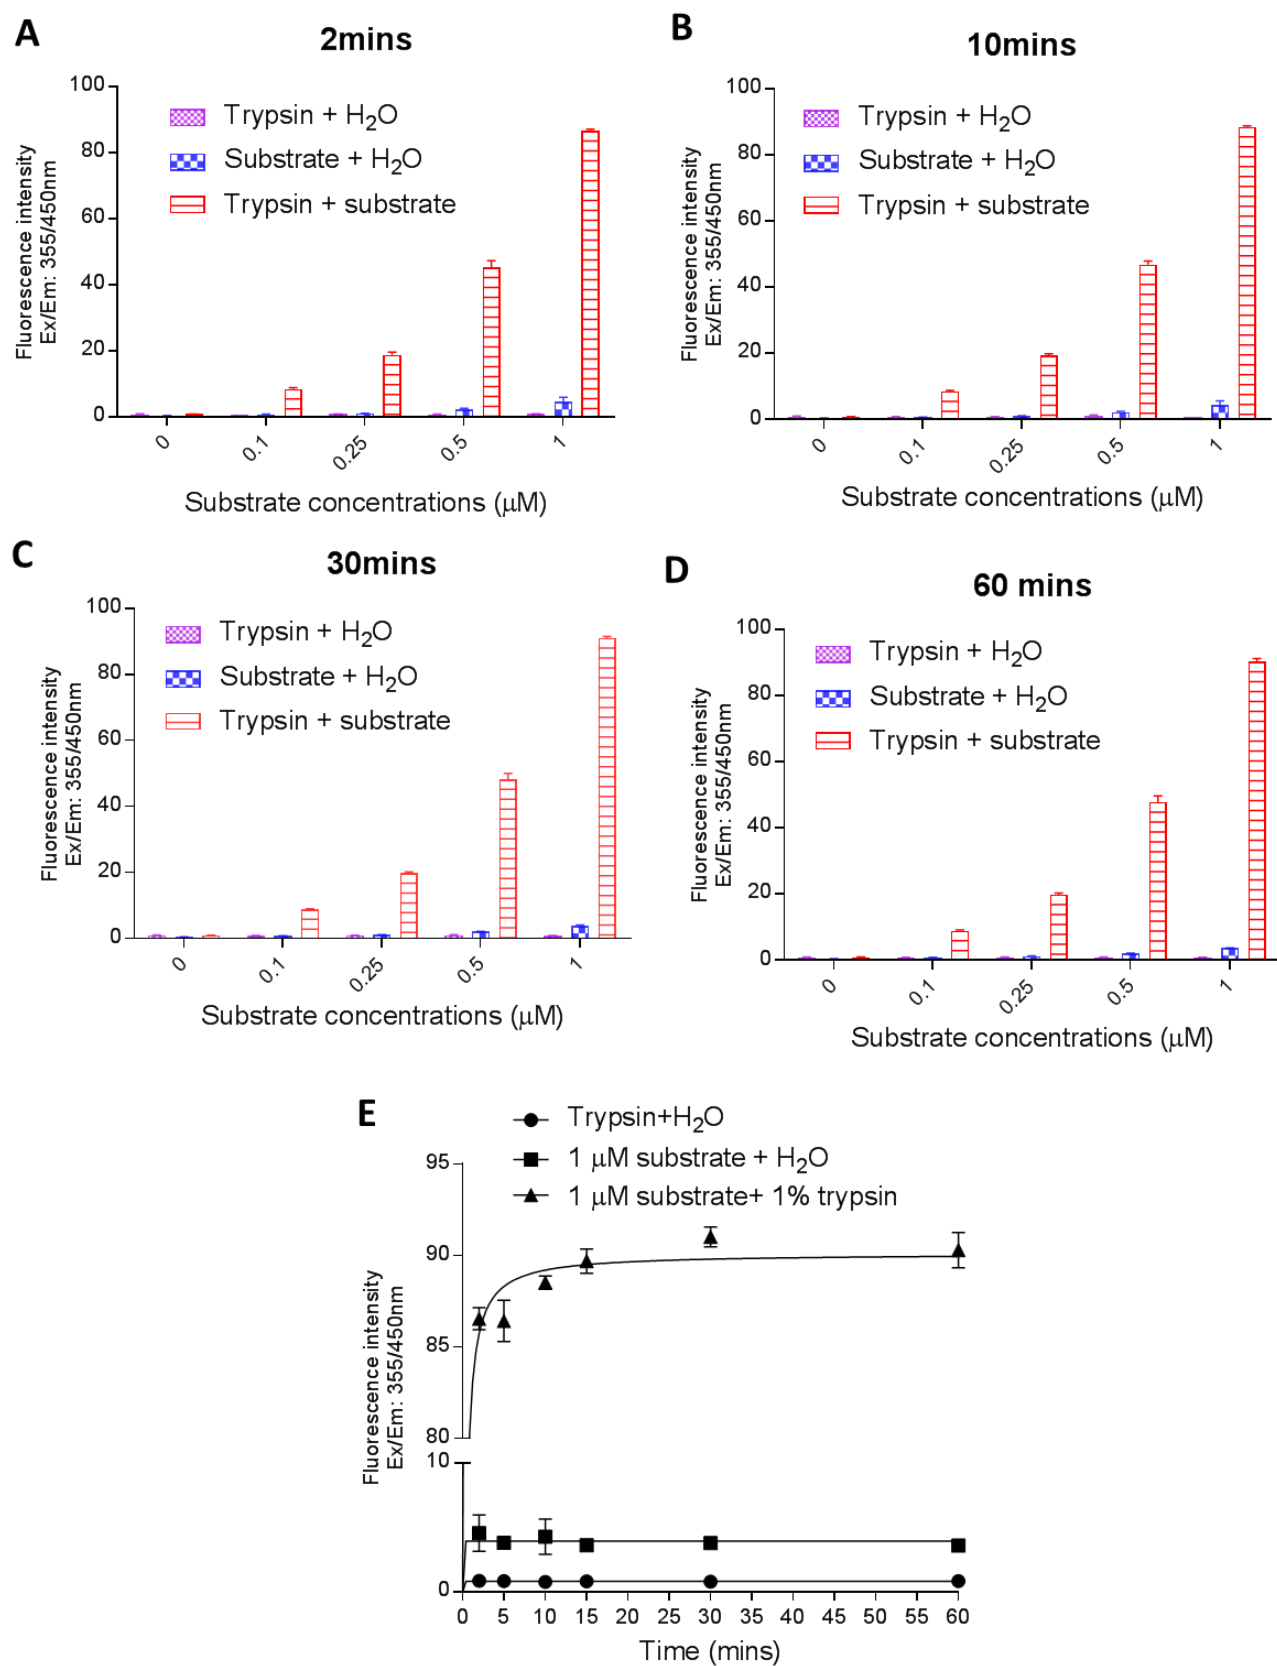 A
2mins
100
80
60
40
20
0
Fluorescence intensity
Ex/Em: 355/450nm
Trypsin + H₂O
Substrate + H₂O
Trypsin + substrate
0 0.1 0.25 0.5 1
Substrate concentrations (μM)
B
10mins
100
80
60
40
20
0
Fluorescence intensity
Ex/Em: 355/450nm
Trypsin + H₂O
Substrate + H₂O
Trypsin + substrate
0 0.1 0.25 0.5 1
Substrate concentrations (μM)
C
30mins
100
80
60
40
20
0
Fluorescence intensity
Ex/Em: 355/450nm
Trypsin + H₂O
Substrate + H₂O
Trypsin + substrate
0 0.1 0.25 0.5 1
Substrate concentrations (μM)
D
60 mins
100
80
60
40
20
0
Fluorescence intensity
Ex/Em: 355/450nm
Trypsin + H₂O
Substrate + H₂O
Trypsin + substrate
0 0.1 0.25 0.5 1
Substrate concentrations (μM)
E
Trypsin+H₂O
1 μM substrate + H₂O
1 μM substrate+ 1% trypsin
95
90
85
80
10
0
Fluorescence intensity
Ex/Em: 355/450nm
0 5 10 15 20 25 30 35 40 45 50 55 60
Time (mins)